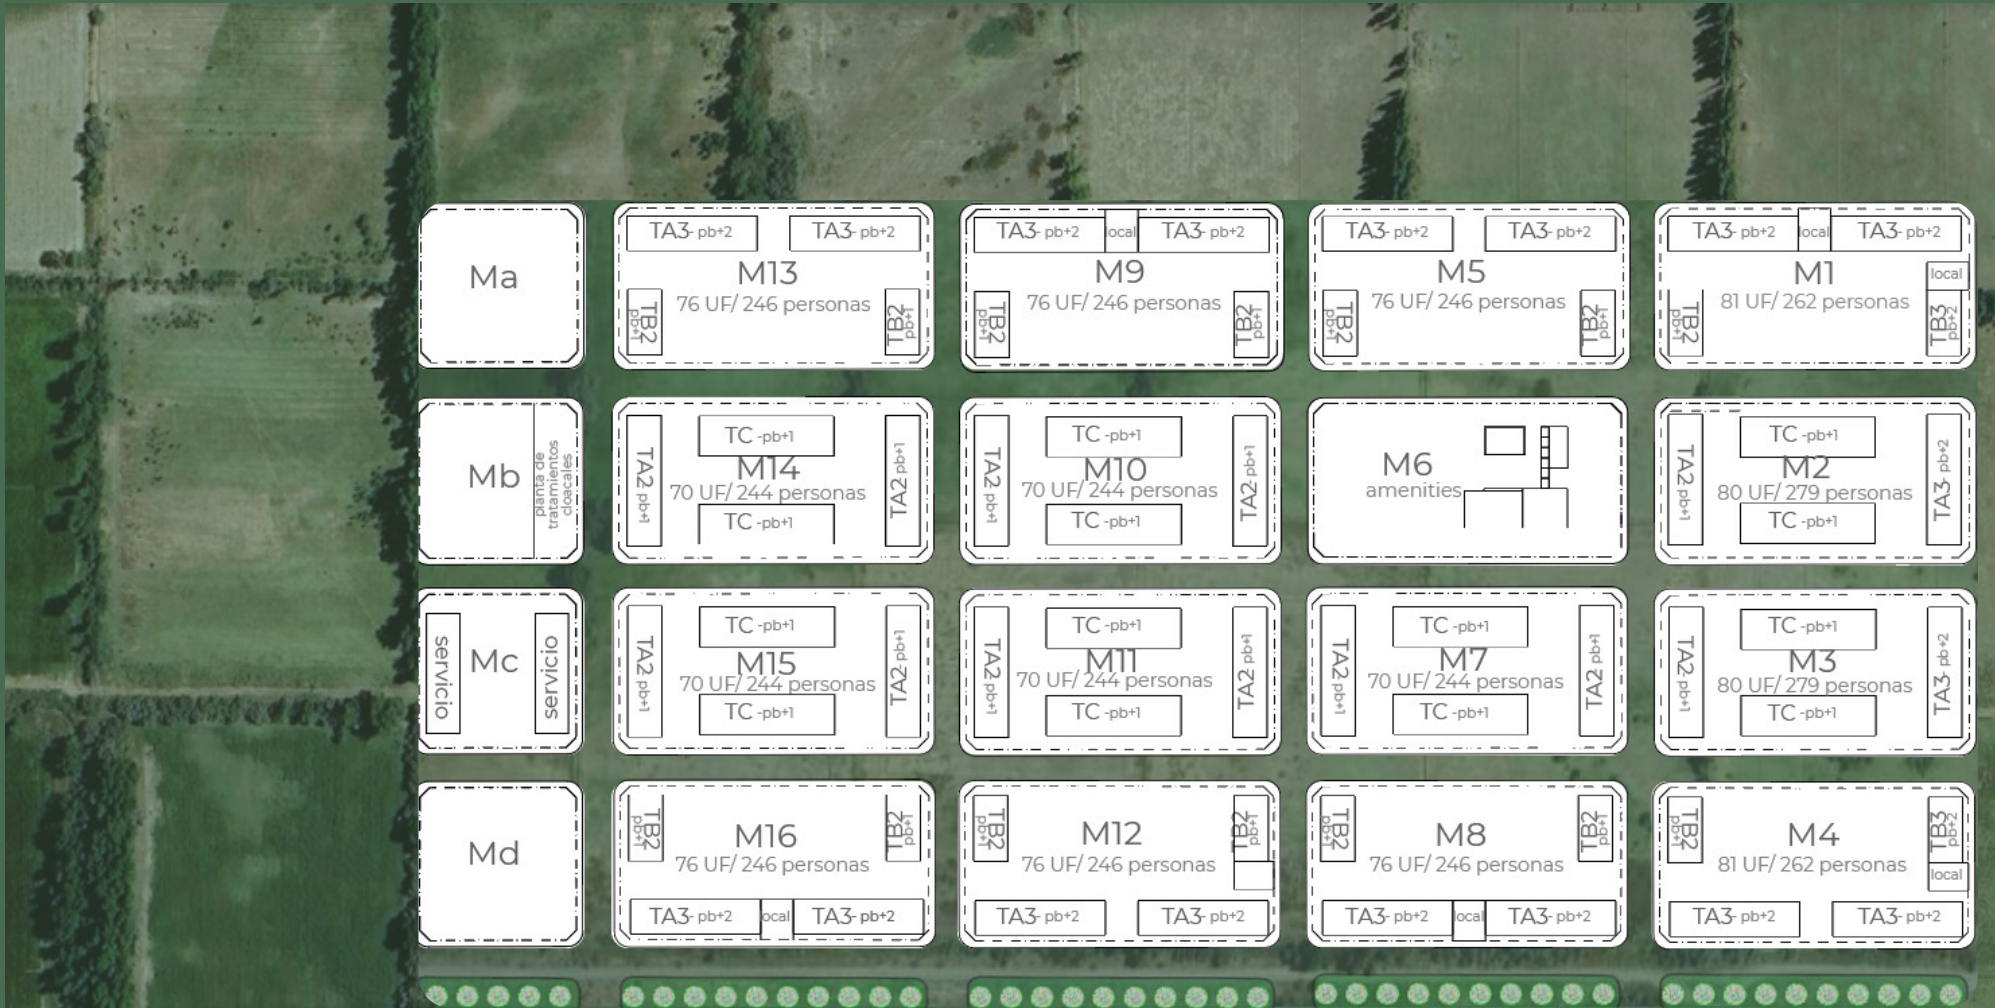 Ma
TA3- pb+2
TA3- pb+2
M13
76 UF/ 246 personas
TB2
pb+1
TB2
pb+1
TA3- pb+2
local
TA3- pb+2
M9
76 UF/ 246 personas
TB2
pb+1
TB2
pb+1
TA3- pb+2
TA3- pb+2
M5
76 UF/ 246 personas
TB2
pb+1
TB2
pb+1
TA3- pb+2
local
TA3- pb+2
M1
81 UF/ 262 personas
local
TB2
pb+1
TB3
pb+2
Mb
planta de
tratamientos
cloacales
TA2 pb+1
TC -pb+1
M14
70 UF/ 244 personas
TC -pb+1
TA2 pb+1
TA2 pb+1
TC -pb+1
M10
70 UF/ 244 personas
TC -pb+1
TA2 -pb+1
M6
amenities
TA2 -pb+1
TC -pb+1
M2
80 UF/ 279 personas
TC -pb+1
TA3- pb+2
servicio
Mc
servicio
TA2 pb+1
TC -pb+1
M15
70 UF/ 244 personas
TC -pb+1
TA2 -pb+1
TA2 pb+1
TC -pb+1
M11
70 UF/ 244 personas
TC -pb+1
TA2 pb+1
TA2 -pb+1
TC -pb+1
M7
70 UF/ 244 personas
TC -pb+1
TA2 pb+1
TA2 -pb+1
TC -pb+1
M3
80 UF/ 279 personas
TC -pb+1
TA3- pb+2
Md
TB2
pb+1
TB2
pb+1
M16
76 UF/ 246 personas
TA3- pb+2
local
TA3- pb+2
TB2
pb+1
TB2
pb+1
M12
76 UF/ 246 personas
TA3- pb+2
TA3- pb+2
TB2
pb+1
TB2
pb+1
M8
76 UF/ 246 personas
TA3- pb+2
local
TA3- pb+2
TB2
pb+1
TB3
pb+2
M4
81 UF/ 262 personas
local
TA3- pb+2
TA3- pb+2